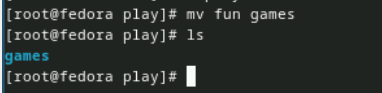 [root@fedora play]# mv fun games
[root@fedora play]# ls
games
[root@fedora play]#